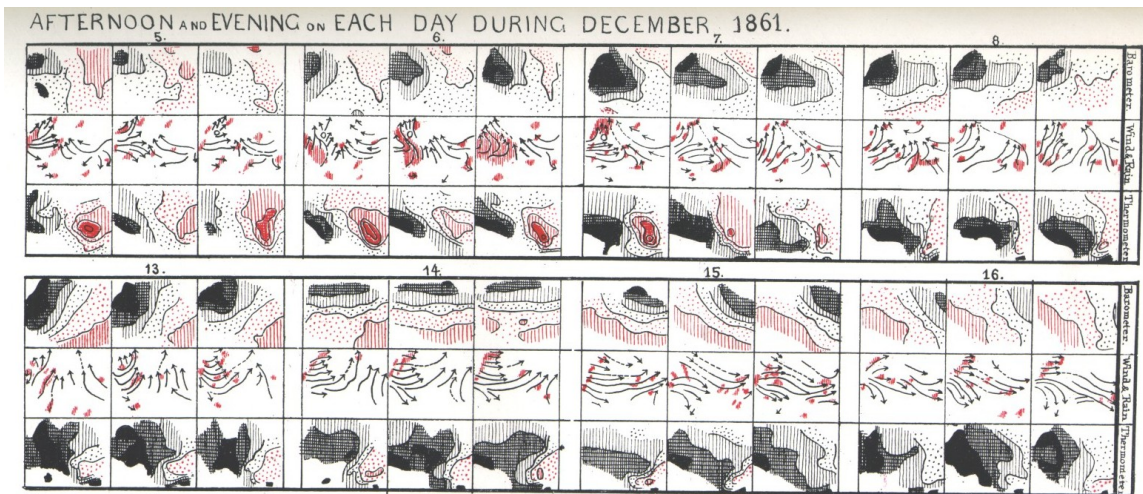 AFTERNOON AND EVENING ON EACH DAY DURING DECEMBER, 1861.
5. 6. 7. 8.
Barometer.
Wind & Rain
Thermometer
13. 14. 15. 16.
Barometer.
Wind & Rain
Thermometer